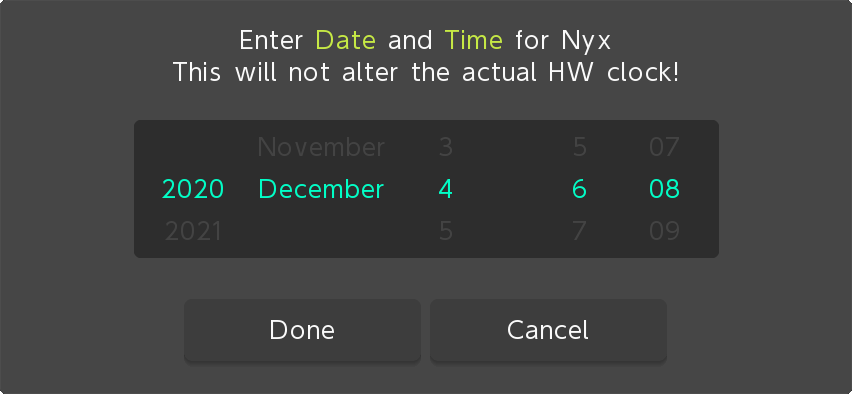 Enter Date and Time for Nyx
This will not alter the actual HW clock!
November 3 5 07
2020 December 4 6 08
2021 5 7 09
Done Cancel